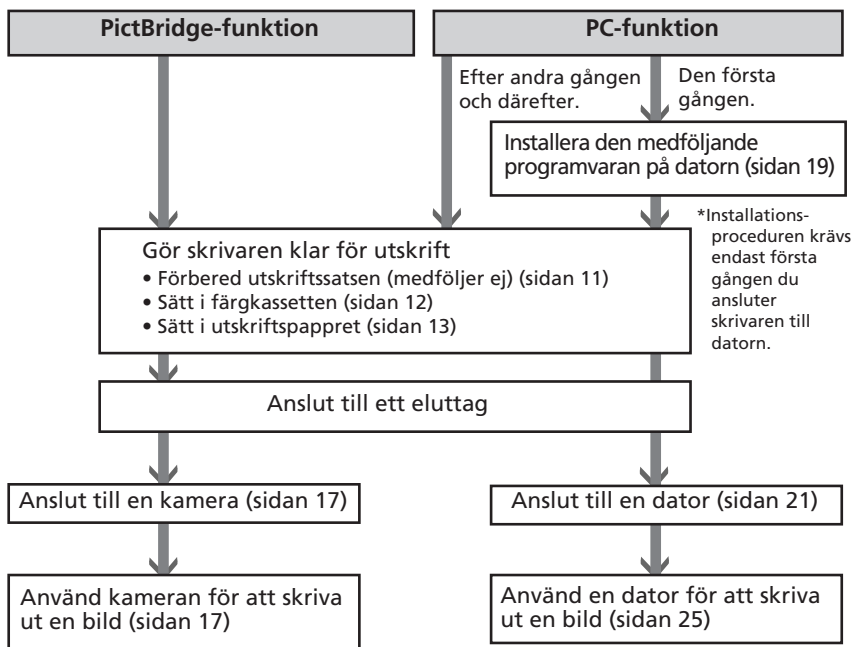 PictBridge-funktion
PC-funktion
Efter andra gången
och därefter.
Den första
gången.
Installera den medföljande
programvaran på datorn (sidan 19)
*Installations-
proceduren krävs
endast första
gången du
ansluter
skrivaren till
datorn.
Gör skrivaren klar för utskrift
• Förbered utskriftssatsen (medföljer ej) (sidan 11)
• Sätt i färgkassetten (sidan 12)
• Sätt i utskriftspappret (sidan 13)
Anslut till ett eluttag
Anslut till en kamera (sidan 17)
Anslut till en dator (sidan 21)
Använd kameran för att skriva
ut en bild (sidan 17)
Använd en dator för att skriva
ut en bild (sidan 25)